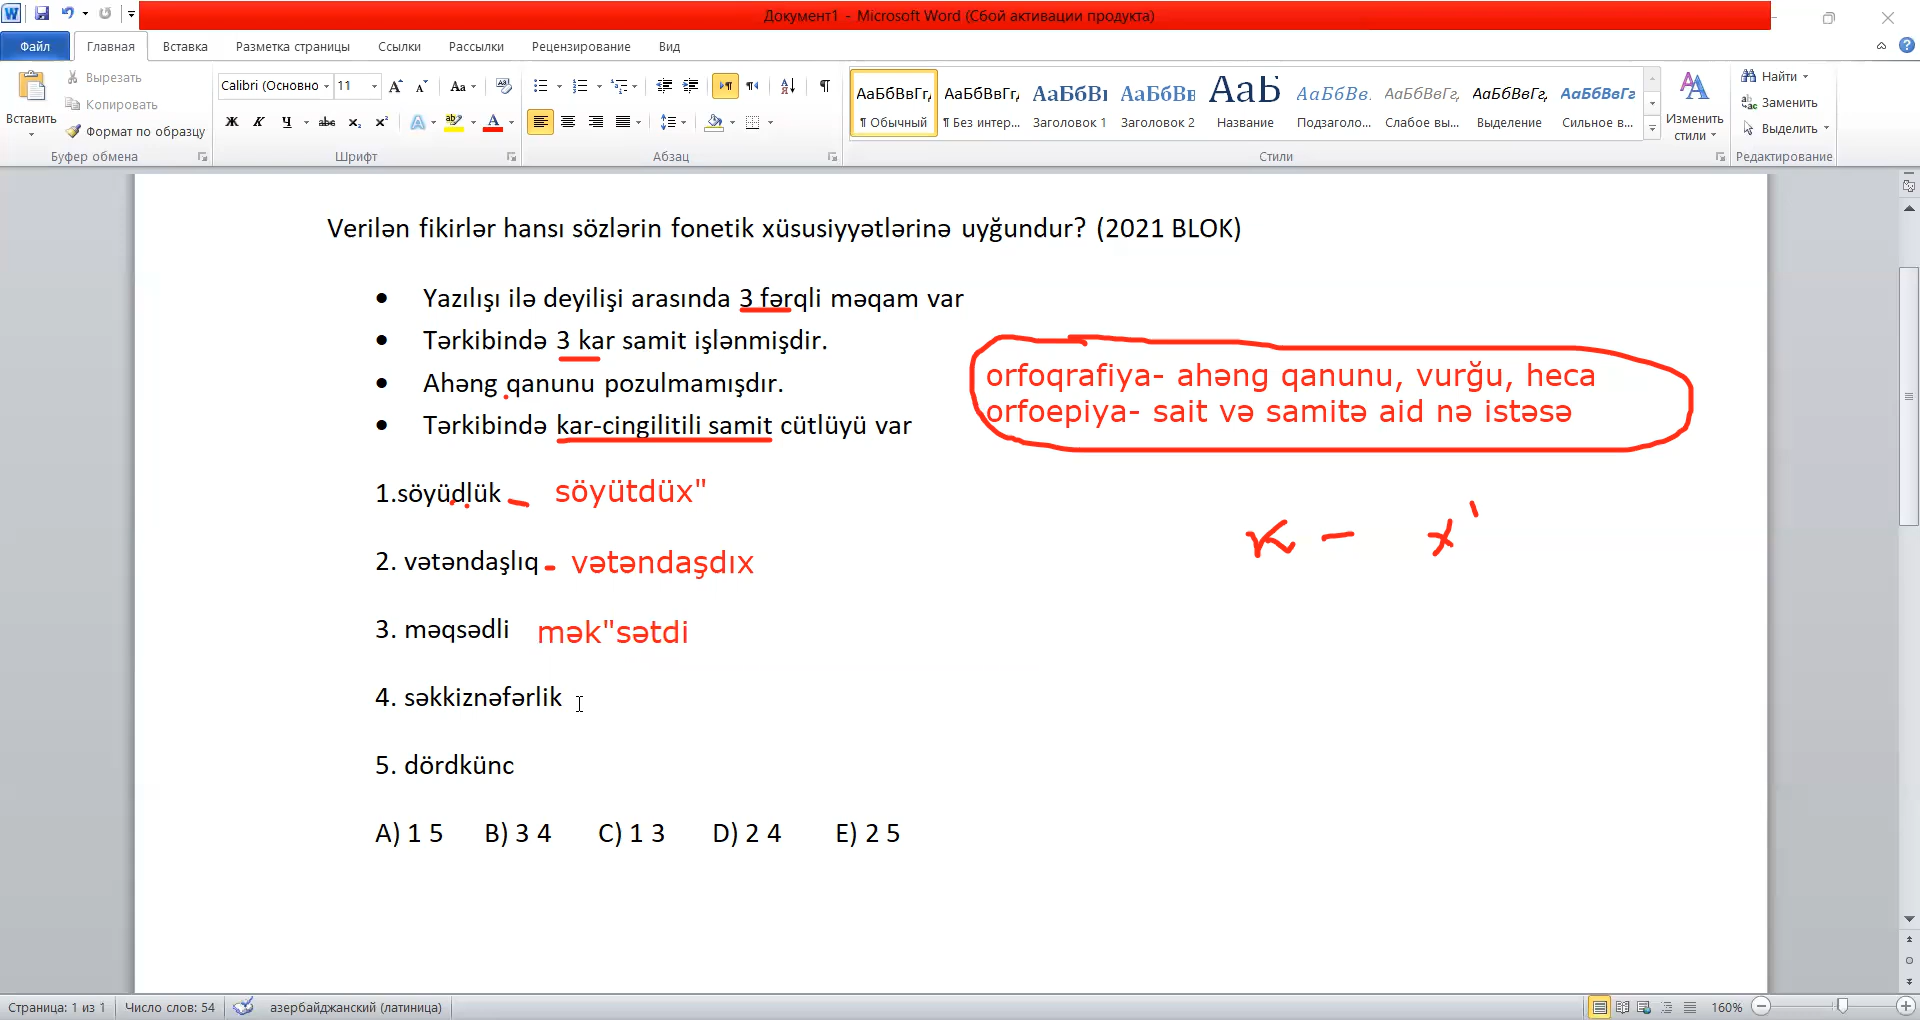 Документ1 - Microsoft Word (Сбой активации продукта)
Файл Главная Вставка Разметка страницы Ссылки Рассылки Рецензирование Вид
Вставить
Вырезать
Копировать
Формат по образцу
Буфер обмена
Calibri (Основно 11
Ж К Ч abc x₂ x²
Шрифт
Абзац
АаБбВвГг, АаБбВвГг, АаБбВı АаБбВв АаБ АаБбВв. АаБбВвГг, АаБбВвГг, АаБбВвГг
¶ Обычный ¶ Без интер... Заголовок 1 Заголовок 2 Название Подзаголо... Слабое вы... Выделение Сильное в...
Стили
Изменить стили
Найти
Заменить
Выделить
Редактирование
Verilən fikirlər hansı sözlərin fonetik xüsusiyyətlərinə uyğundur? (2021 BLOK)
• Yazılışı ilə deyilişi arasında 3 fərqli məqam var
• Tərkibində 3 kar samit işlənmişdir.
• Ahəng qanunu pozulmamışdır.
• Tərkibində kar-cingilitili samit cütlüyü var
orfoqrafiya- ahəng qanunu, vurğu, heca
orfoepiya- sait və samitə aid nə istəsə
1.söyüdlük - söyütdüx"
K - x'
2. vətəndaşlıq - vətəndaşdıx
3. məqsədli mək"sətdi
4. səkkiznəfərlik
5. dördkünc
A) 1 5 B) 3 4 C) 1 3 D) 2 4 E) 2 5
Страница: 1 из 1 Число слов: 54 азербайджанский (латиница) 160%